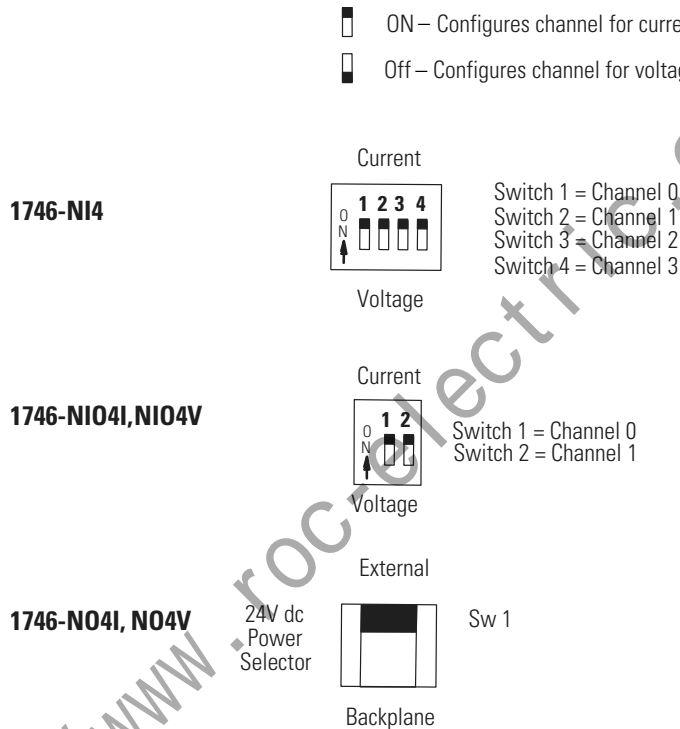 ON – Configures channel for
Off – Configures channel for
Current
1746-NI4
O
N
1 2 3 4
Switch 1 = Channel 0
Switch 2 = Channel 1
Switch 3 = Channel 2
Switch 4 = Channel 3
Voltage
Current
1746-NIO4I,NIO4V
O
N
1 2
Switch 1 = Channel 0
Switch 2 = Channel 1
Voltage
External
1746-NO4I, NO4V
24V dc
Power
Selector
Sw 1
Backplane
www.roc-electric.